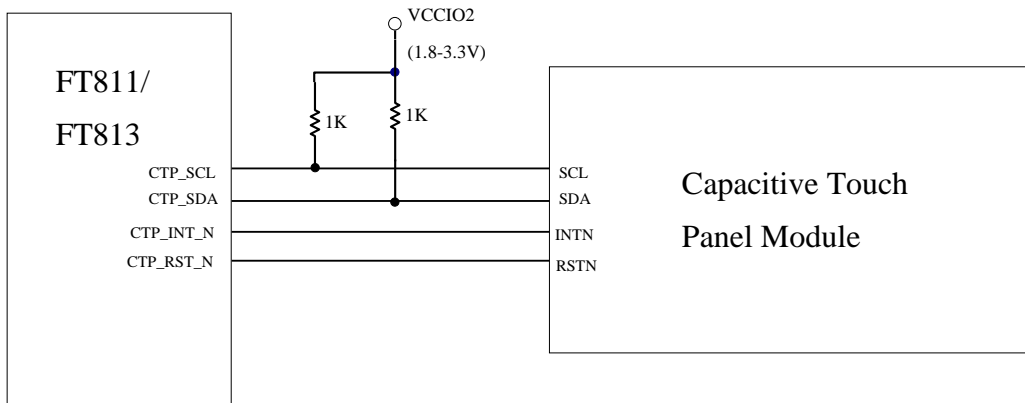 VCCIO2
(1.8-3.3V)
FT811/
FT813
1K
1K
CTP_SCL
CTP_SDA
CTP_INT_N
CTP_RST_N
SCL
SDA
INTN
RSTN
Capacitive Touch
Panel Module